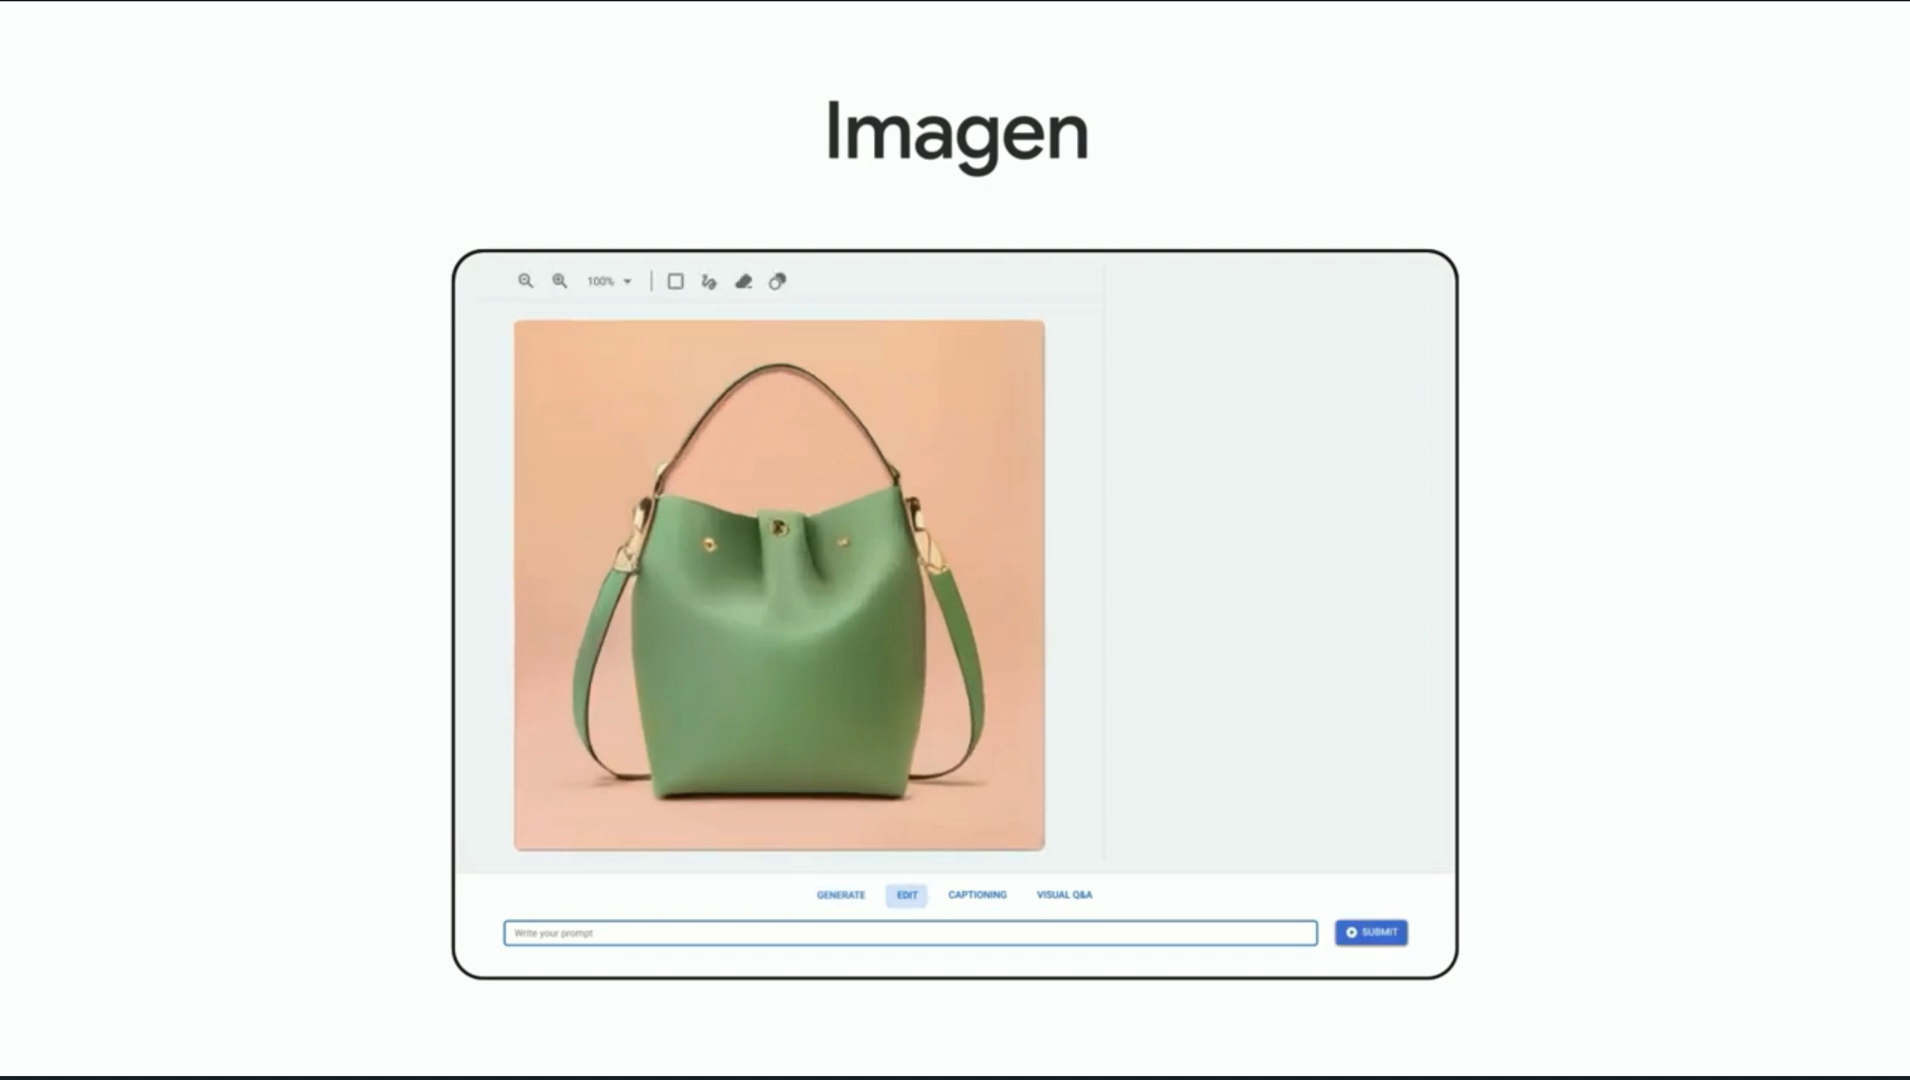 Imagen
100%
GENERATE EDIT CAPTIONING VISUAL Q&A
Write your prompt
SUBMIT